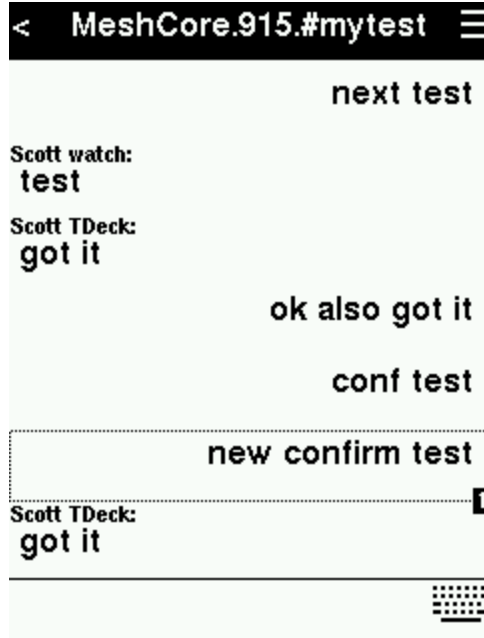 < MeshCore.915.#mytest
next test
Scott watch:
test
Scott TDeck:
got it
ok also got it
conf test
new confirm test
1
Scott TDeck:
got it